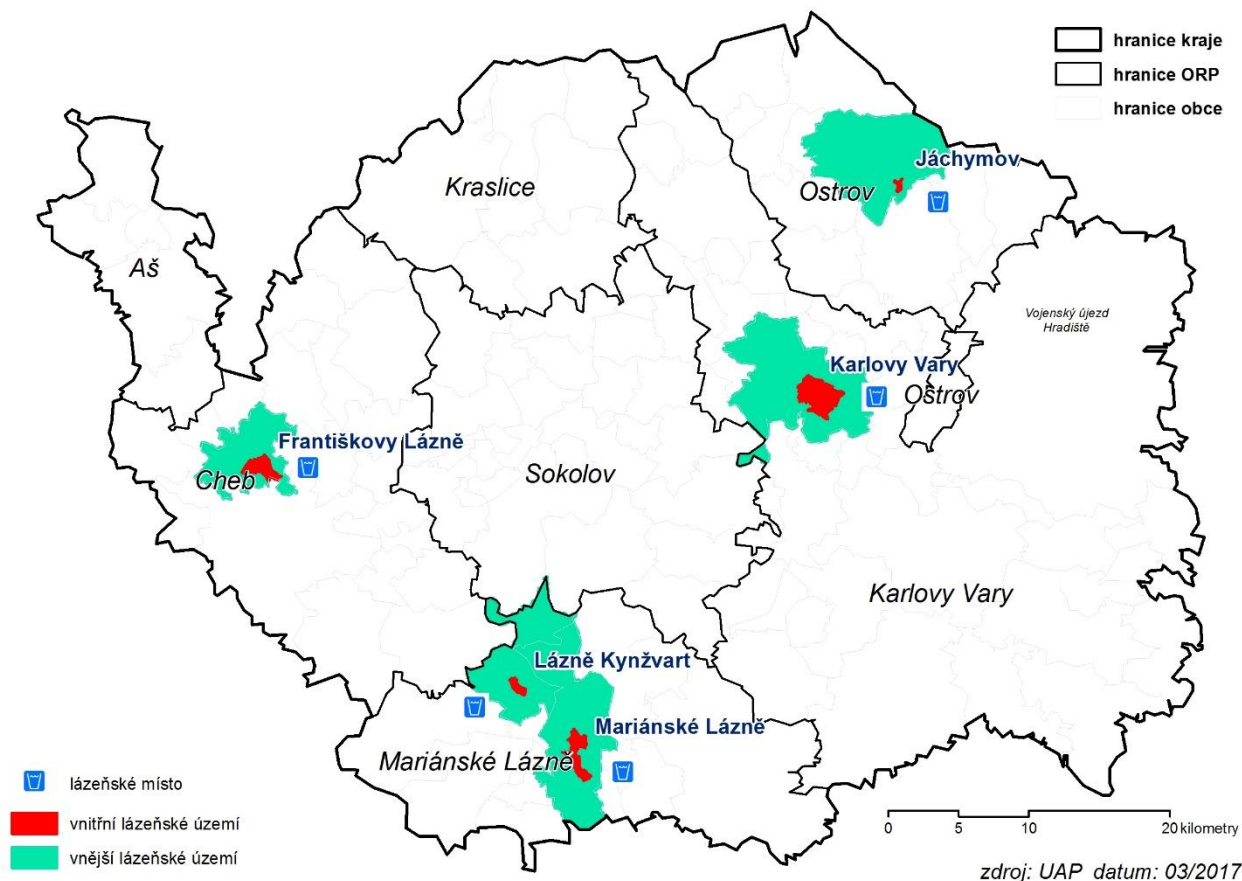 hranice kraje
hranice ORP
hranice obce
Jáchymov
Kraslice
Ostrov
Aš
Vojenský újezd
Hradiště
Karlovy Vary
Ostrov
Františkovy Lázně
Cheb
Sokolov
Karlovy Vary
Lázně Kynžvart
Mariánské Lázně
Mariánské Lázně
lázeňské místo
vnitřní lázeňské území
vnější lázeňské území
0 5 10 20 kilometry
zdroj: UAP datum: 03/2017